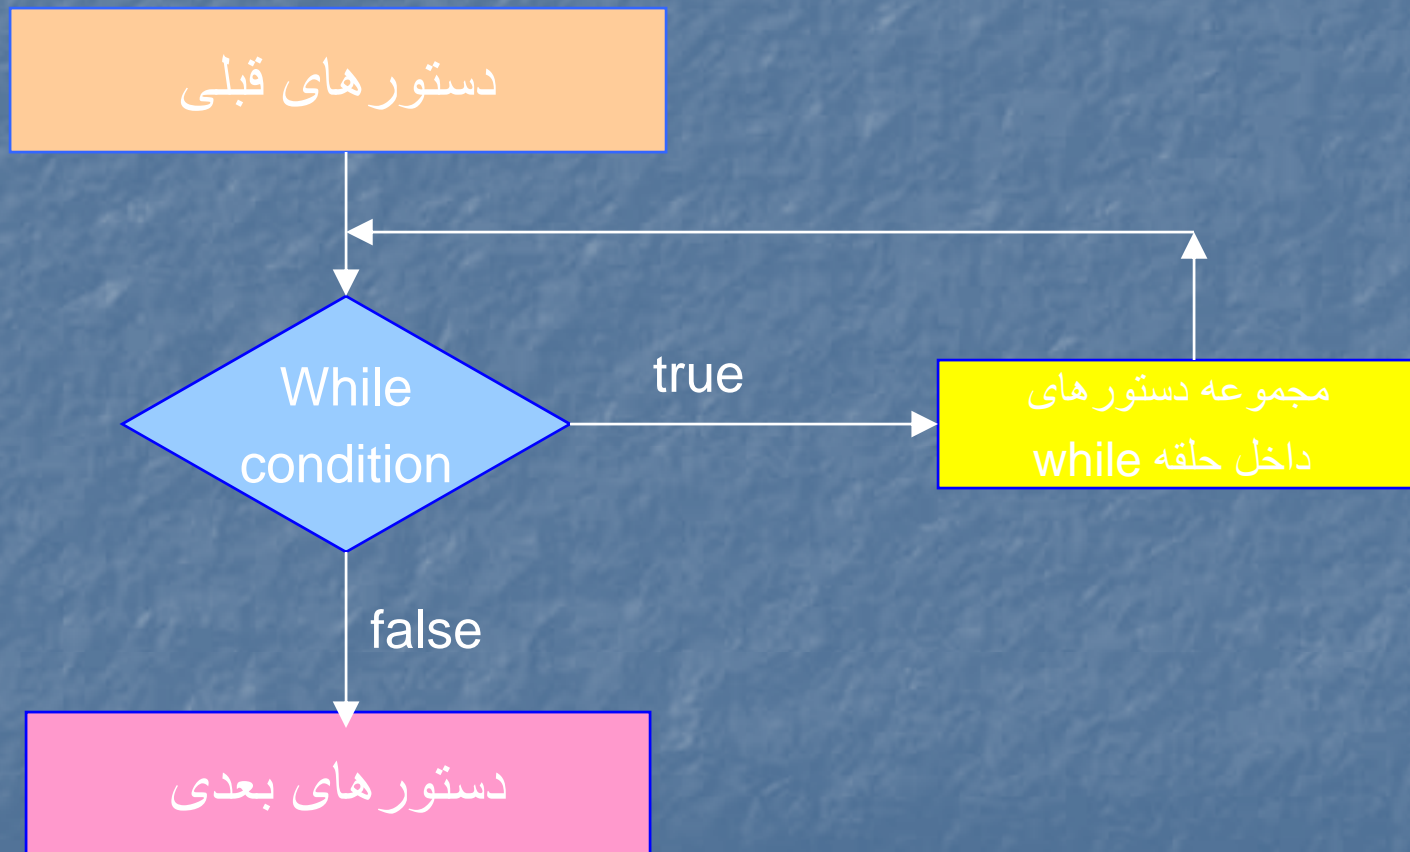 دستورهای قبلی
While
condition
true
مجموعه دستورهای
داخل حلقه while
false
دستورهای بعدی